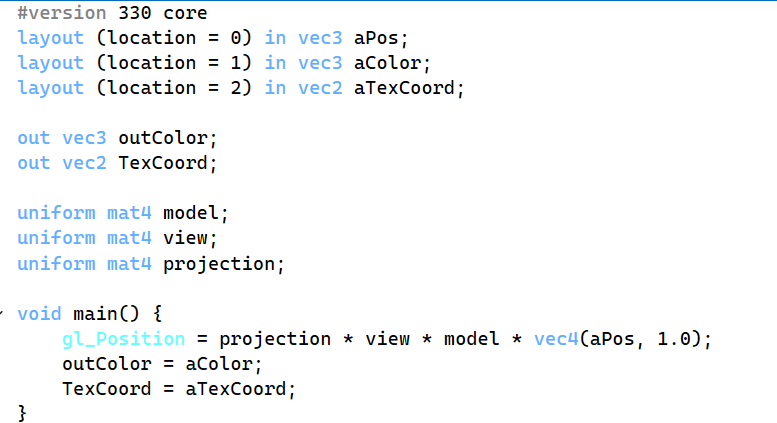 #version 330 core
layout (location = 0) in vec3 aPos;
layout (location = 1) in vec3 aColor;
layout (location = 2) in vec2 aTexCoord;

out vec3 outColor;
out vec2 TexCoord;

uniform mat4 model;
uniform mat4 view;
uniform mat4 projection;

void main() {
    gl_Position = projection * view * model * vec4(aPos, 1.0);
    outColor = aColor;
    TexCoord = aTexCoord;
}